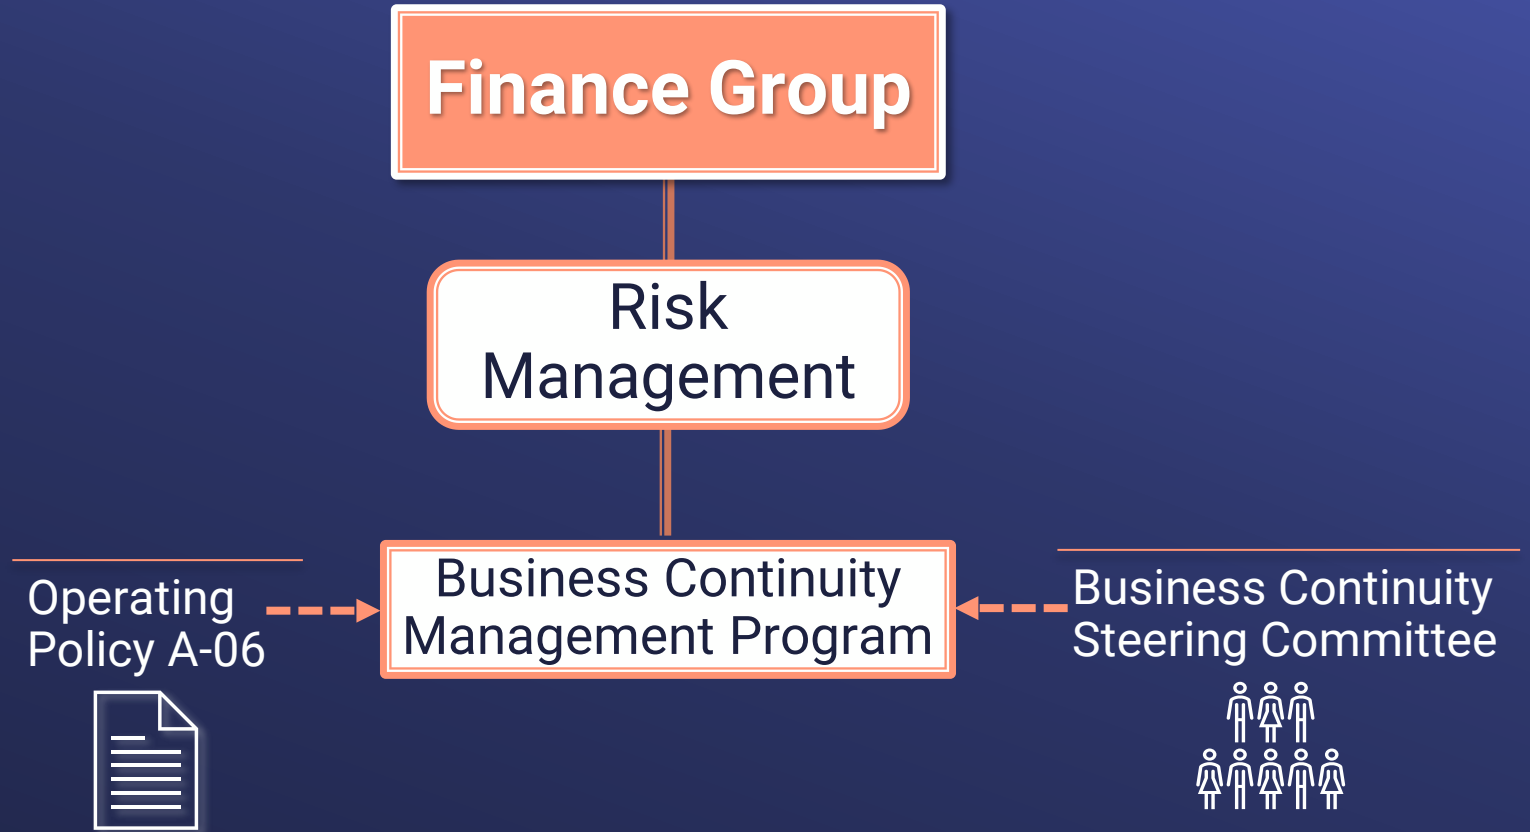 Finance Group
Risk
Management
Business Continuity
Management Program
Operating
Policy A-06
Business Continuity
Steering Committee